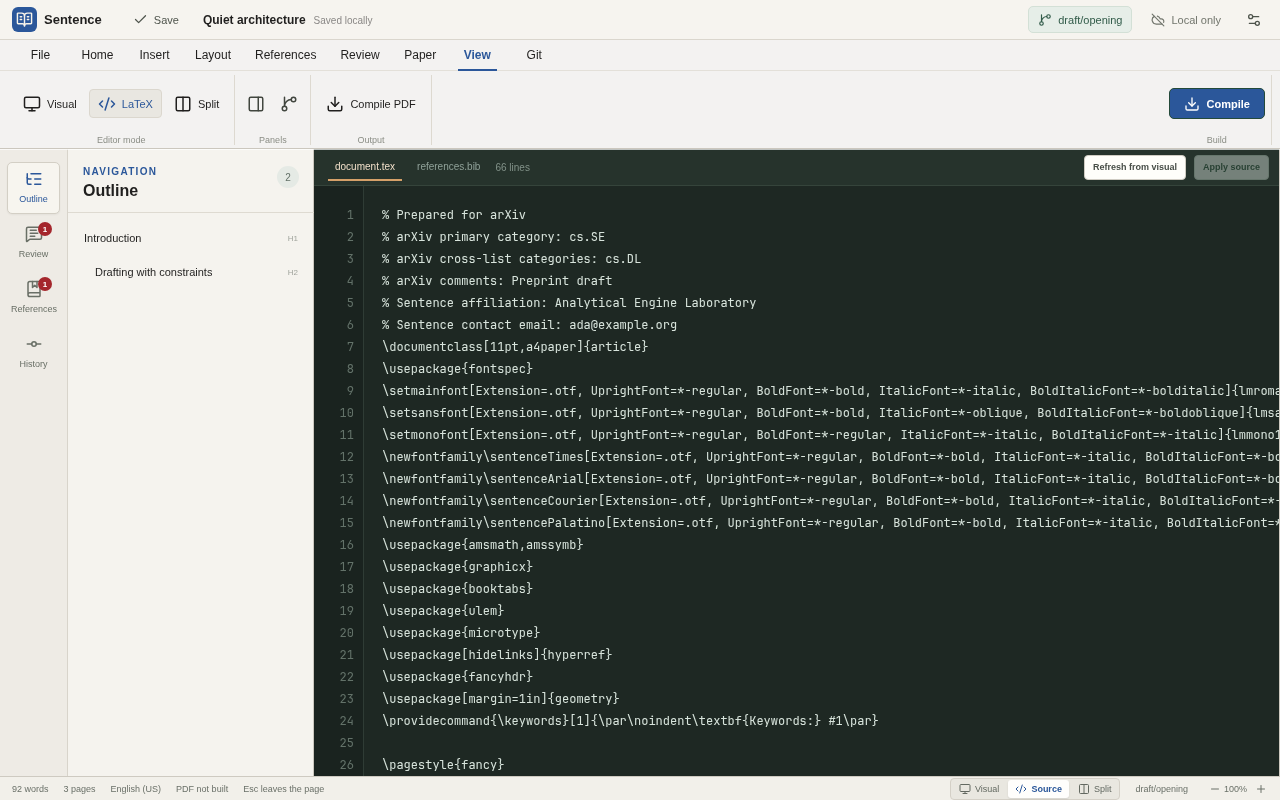 Sentence Save Quiet architecture Saved locally draft/opening Local only
File Home Insert Layout References Review Paper View Git
Visual LaTeX Split Compile PDF Compile
Editor mode Panels Output Build
Outline
1
Review
1
References
History
NAVIGATION
Outline
2
Introduction H1
Drafting with constraints H2
document.tex references.bib 66 lines Refresh from visual Apply source
1 % Prepared for arXiv
2 % arXiv primary category: cs.SE
3 % arXiv cross-list categories: cs.DL
4 % arXiv comments: Preprint draft
5 % Sentence affiliation: Analytical Engine Laboratory
6 % Sentence contact email: ada@example.org
7 \documentclass[11pt,a4paper]{article}
8 \usepackage{fontspec}
9 \setmainfont[Extension=.otf, UprightFont=*-regular, BoldFont=*-bold, ItalicFont=*-italic, BoldItalicFont=*-bolditalic]{lmroma
10 \setsansfont[Extension=.otf, UprightFont=*-regular, BoldFont=*-bold, ItalicFont=*-oblique, BoldItalicFont=*-boldoblique]{lmsa
11 \setmonofont[Extension=.otf, UprightFont=*-regular, BoldFont=*-regular, ItalicFont=*-italic, BoldItalicFont=*-italic]{lmmono1
12 \newfontfamily\sentenceTimes[Extension=.otf, UprightFont=*-regular, BoldFont=*-bold, ItalicFont=*-italic, BoldItalicFont=*-bo
13 \newfontfamily\sentenceArial[Extension=.otf, UprightFont=*-regular, BoldFont=*-bold, ItalicFont=*-italic, BoldItalicFont=*-bo
14 \newfontfamily\sentenceCourier[Extension=.otf, UprightFont=*-regular, BoldFont=*-bold, ItalicFont=*-italic, BoldItalicFont=*-
15 \newfontfamily\sentencePalatino[Extension=.otf, UprightFont=*-regular, BoldFont=*-bold, ItalicFont=*-italic, BoldItalicFont=*
16 \usepackage{amsmath,amssymb}
17 \usepackage{graphicx}
18 \usepackage{booktabs}
19 \usepackage{ulem}
20 \usepackage{microtype}
21 \usepackage[hidelinks]{hyperref}
22 \usepackage{fancyhdr}
23 \usepackage[margin=1in]{geometry}
24 \providecommand{\keywords}[1]{\par\noindent\textbf{Keywords:} #1\par}
25
26 \pagestyle{fancy}
92 words 3 pages English (US) PDF not built Esc leaves the page Visual Source Split draft/opening 100%